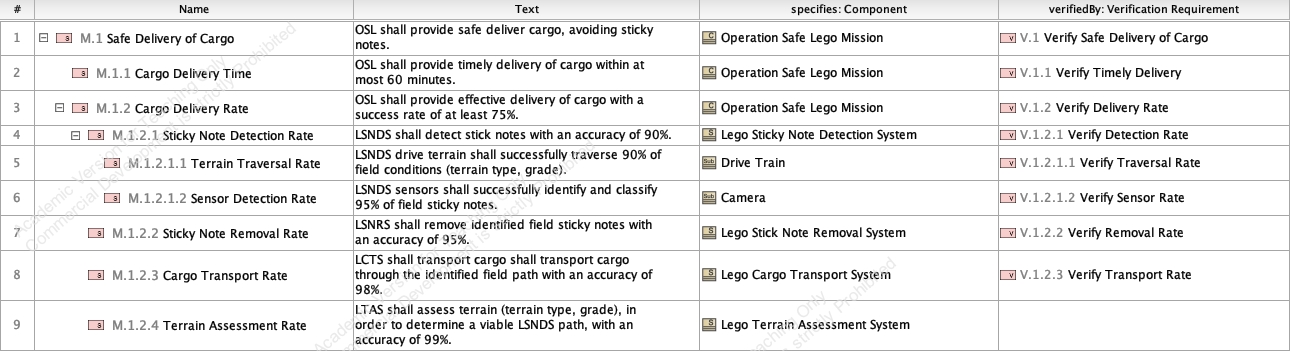 # Name Text specifies: Component verifiedBy: Verification Requirement
1 S M.1 Safe Delivery of Cargo
OSL shall provide safe deliver cargo, avoiding sticky
notes.
C Operation Safe Lego Mission
V V.1 Verify Safe Delivery of Cargo
2 S M.1.1 Cargo Delivery Time
OSL shall provide timely delivery of cargo within at
most 60 minutes.
C Operation Safe Lego Mission
V V.1.1 Verify Timely Delivery
3 S M.1.2 Cargo Delivery Rate
OSL shall provide effective delivery of cargo with a
success rate of at least 75%.
C Operation Safe Lego Mission
V V.1.2 Verify Delivery Rate
4 S M.1.2.1 Sticky Note Detection Rate
LSNDS shall detect stick notes with an accuracy of 90%.
S Lego Sticky Note Detection System
V V.1.2.1 Verify Detection Rate
5 S M.1.2.1.1 Terrain Traversal Rate
LSNDS drive terrain shall successfully traverse 90% of
field conditions (terrain type, grade).
Sub Drive Train
V V.1.2.1.1 Verify Traversal Rate
6 S M.1.2.1.2 Sensor Detection Rate
LSNDS sensors shall successfully identify and classify
95% of field sticky notes.
Sub Camera
V V.1.2.1.2 Verify Sensor Rate
7 S M.1.2.2 Sticky Note Removal Rate
LSNRS shall remove identified field sticky notes with
an accuracy of 95%.
S Lego Stick Note Removal System
V V.1.2.2 Verify Removal Rate
8 S M.1.2.3 Cargo Transport Rate
LCTS shall transport cargo shall transport cargo
through the identified field path with an accuracy of
98%.
S Lego Cargo Transport System
V V.1.2.3 Verify Transport Rate
9 S M.1.2.4 Terrain Assessment Rate
LTAS shall assess terrain (terrain type, grade), in
order to determine a viable LSNDS path, with an
accuracy of 99%.
S Lego Terrain Assessment System
Academic Version for Teaching Only
Commercial Development is strictly Prohibited